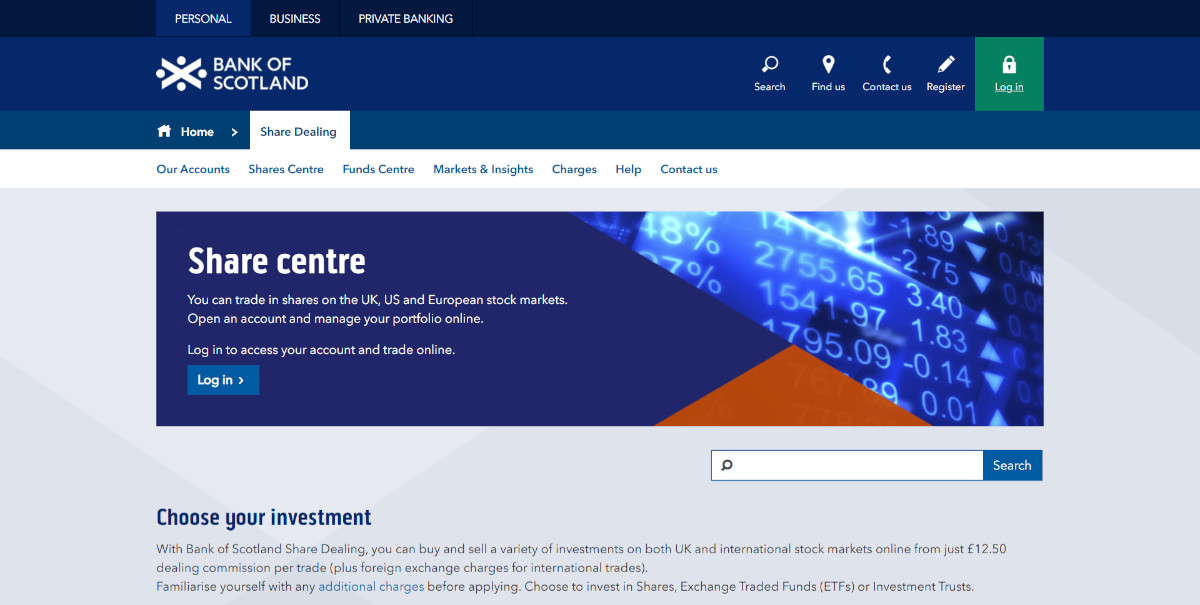 PERSONAL BUSINESS PRIVATE BANKING
BANK OF
SCOTLAND
Search Find us Contact us Register Log in
Home > Share Dealing
Our Accounts Shares Centre Funds Centre Markets & Insights Charges Help Contact us
Share centre
You can trade in shares on the UK, US and European stock markets.
Open an account and manage your portfolio online.
Log in to access your account and trade online.
Log in >
48% 1412. -1.89
2755.65 -2.75
7% 1541.97 3.40
1795.09 1.83
-0.14
0.01
Search
Choose your investment
With Bank of Scotland Share Dealing, you can buy and sell a variety of investments on both UK and international stock markets online from just £12.50
dealing commission per trade (plus foreign exchange charges for international trades).
Familiarise yourself with any additional charges before applying. Choose to invest in Shares, Exchange Traded Funds (ETFs) or Investment Trusts.